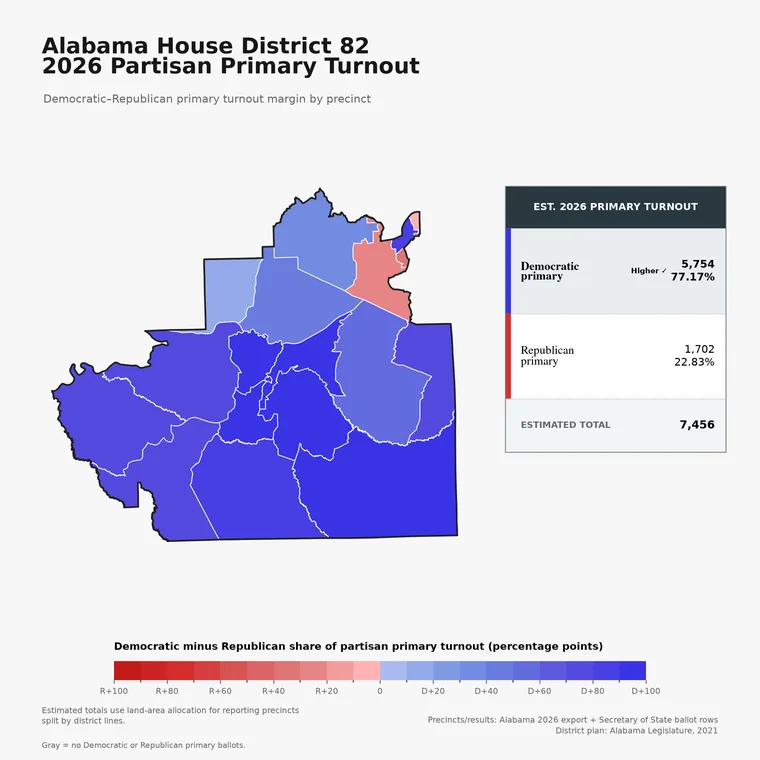 Alabama House District 82
2026 Partisan Primary Turnout
Democratic–Republican primary turnout margin by precinct
EST. 2026 PRIMARY TURNOUT
Democratic
primary
Higher ✓
5,754
77.17%
Republican
primary
1,702
22.83%
ESTIMATED TOTAL
7,456
Democratic minus Republican share of partisan primary turnout (percentage points)
R+100 R+80 R+60 R+40 R+20 0 D+20 D+40 D+60 D+80 D+100
Estimated totals use land-area allocation for reporting precincts
split by district lines.
Gray = no Democratic or Republican primary ballots.
Precincts/results: Alabama 2026 export + Secretary of State ballot rows
District plan: Alabama Legislature, 2021